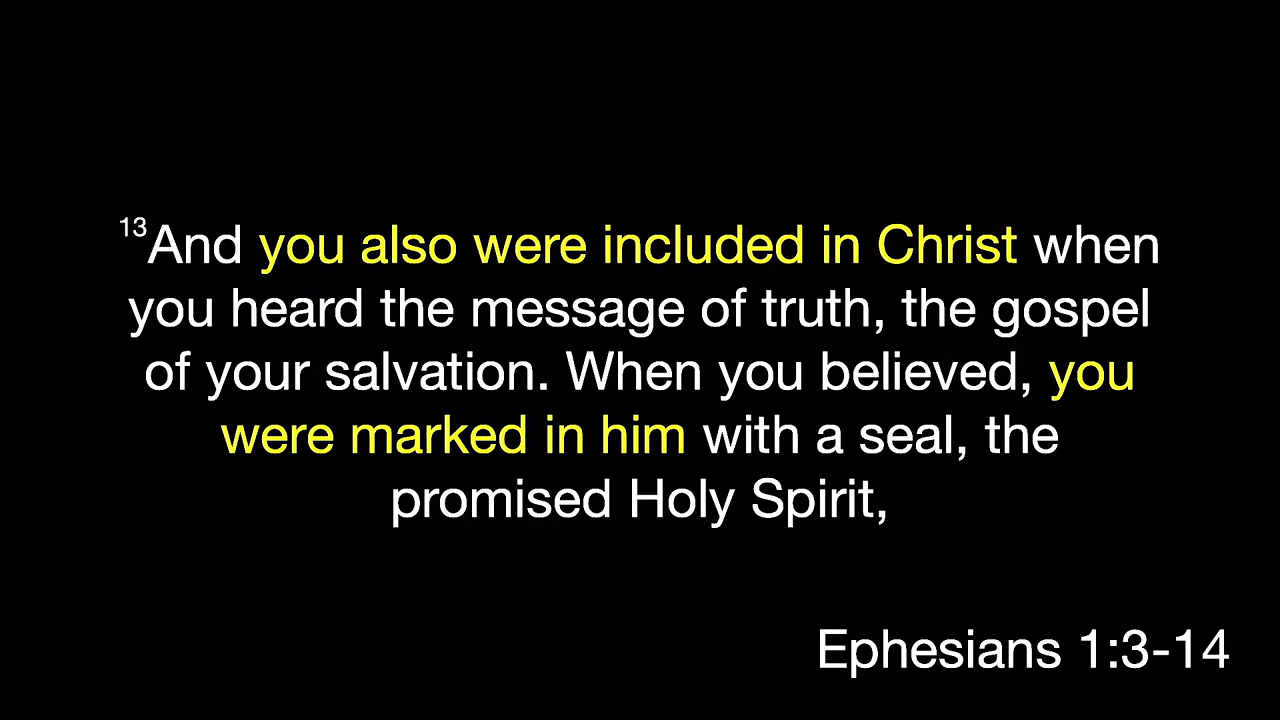 13And you also were included in Christ when
you heard the message of truth, the gospel
of your salvation. When you believed, you
were marked in him with a seal, the
promised Holy Spirit,
Ephesians 1:3-14